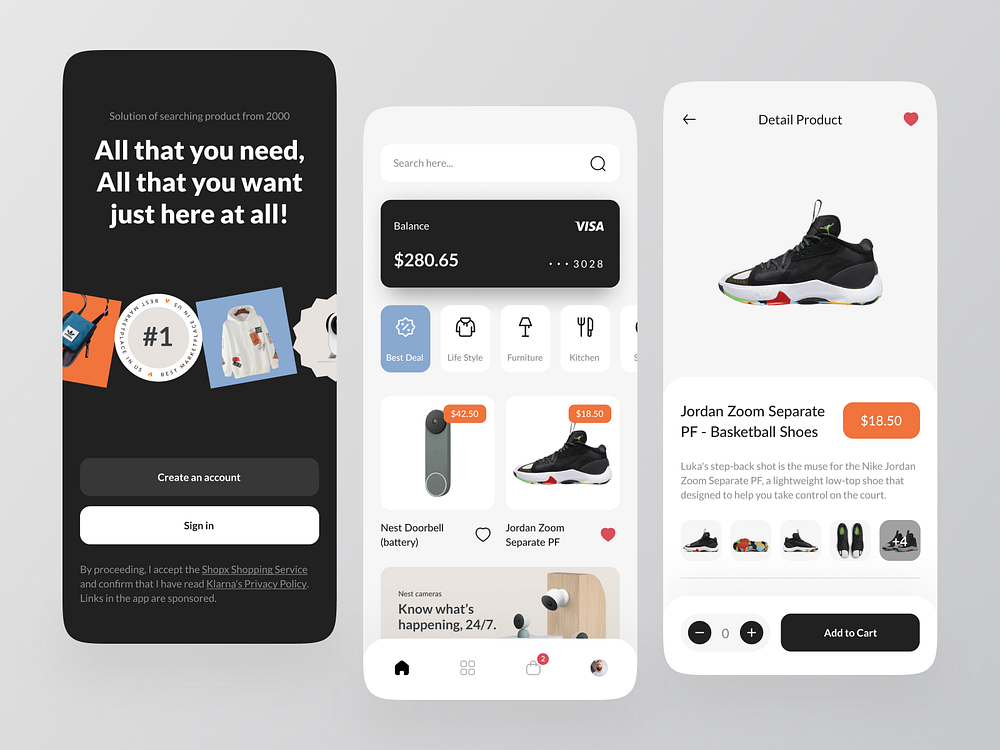 Solution of searching product from 2000
All that you need,
All that you want
just here at all!
#1
BEST MARKETPLACE IN US
BEST MARKETPLACE IN US
Create an account
Sign in
By proceeding, I accept the Shopx Shopping Service
and confirm that I have read Klarna's Privacy Policy.
Links in the app are sponsored.
Search here...
Balance
VISA
$280.65
••• 3028
Best Deal
Life Style
Furniture
Kitchen
$42.50
$18.50
Nest Doorbell
(battery)
Jordan Zoom
Separate PF
Nest cameras
Know what's
happening, 24/7.
2
Detail Product
Jordan Zoom Separate
PF - Basketball Shoes
$18.50
Luka's step-back shot is the muse for the Nike Jordan
Zoom Separate PF, a lightweight low-top shoe that
designed to help you take control on the court.
+4
0
Add to Cart